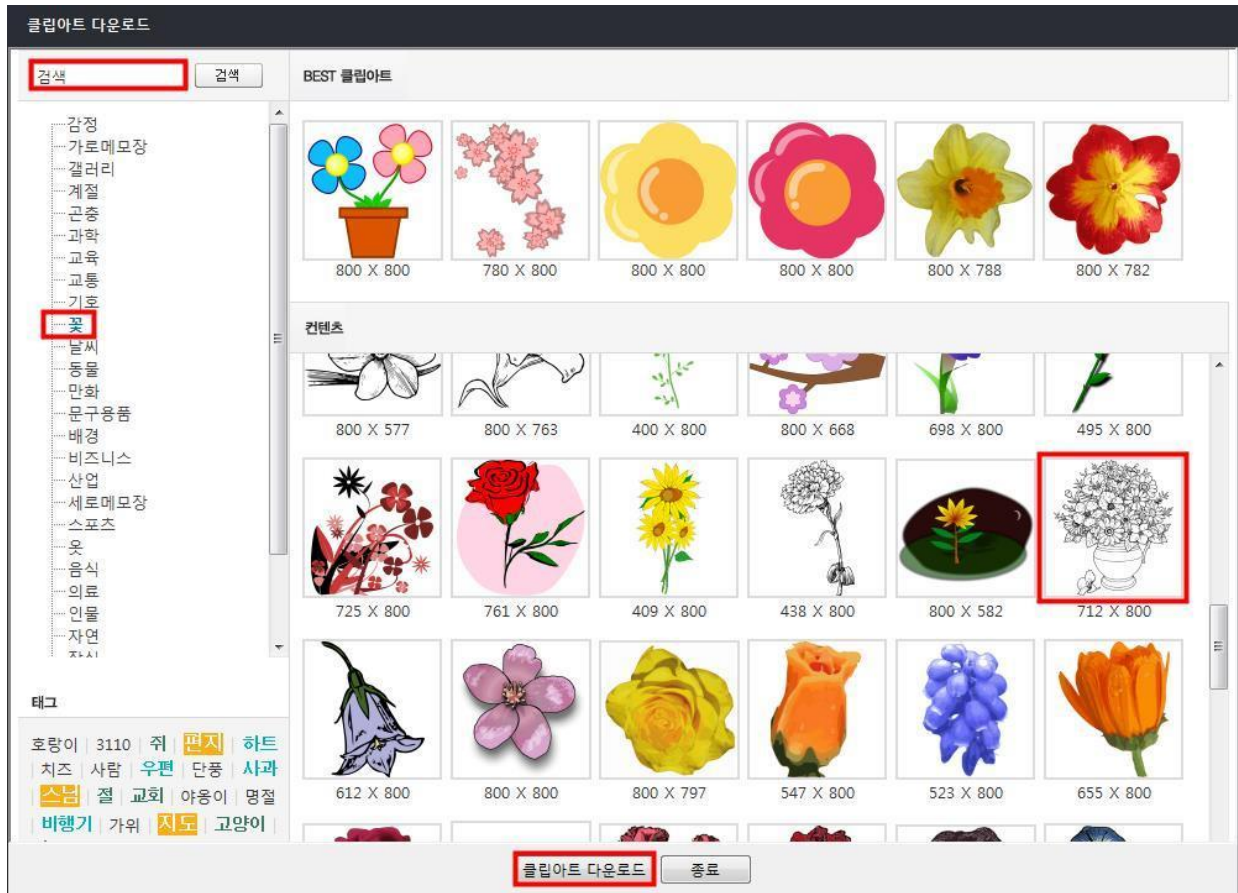 클립아트 다운로드
검색 검색
BEST 클립아트
감정
가로메모장
갤러리
계절
곤충
과학
교육
교통
기호
꽃
날씨
동물
만화
문구용품
배경
비즈니스
산업
세로메모장
스포츠
옷
음식
의료
인물
자연
800 X 800 780 X 800 800 X 800 800 X 800 800 X 788 800 X 782
컨텐츠
800 X 577 800 X 763 400 X 800 800 X 668 698 X 800 495 X 800
725 X 800 761 X 800 409 X 800 438 X 800 800 X 582 712 X 800
612 X 800 800 X 800 800 X 797 547 X 800 523 X 800 655 X 800
태그
호랑이 | 3110 | 쥐 | 편지 | 하트
| 치즈 | 사람 | 우편 | 단풍 | 사과
| 스님 | 절 | 교회 | 야옹이 | 명절
| 비행기 | 가위 | 지도 | 고양이 |
클립아트 다운로드 종료